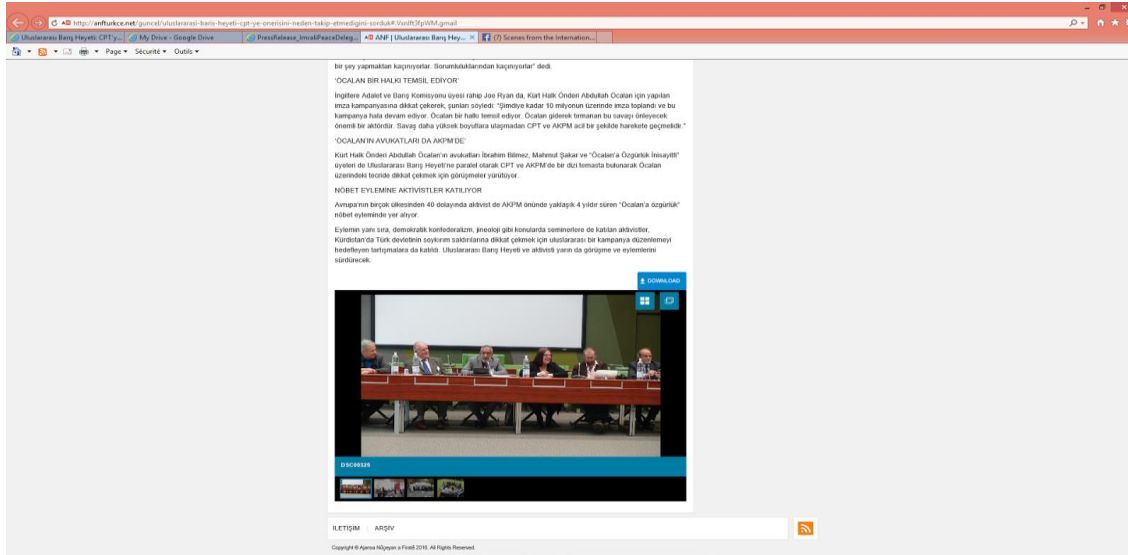 http://anfturkce.net/guncel/uluslararasi-baris-heyeti-cpt-ye-onerisini-neden-takip-etmedigini-sorduk#.Vxnlft3fpWM.gmail
Uluslararası Barış Heyeti: CPT'y...
My Drive - Google Drive
PressRelease_ImraliPeaceDeleg...
ANF | Uluslararası Barış Hey...
(7) Scenes from the Internation...
Page
Sécurité
Outils
bir şey yapmaktan kaçınıyorlar. Sorumluluklarından kaçınıyorlar" dedi.
'ÖCALAN BİR HALKI TEMSİL EDİYOR'
İngiltere Adalet ve Barış Komisyonu üyesi rahip Joe Ryan da, Kürt Halk Önderi Abdullah Öcalan için yapılan
imza kampanyasına dikkat çekerek, şunları söyledi: "Şimdiye kadar 10 milyonun üzerinde imza toplandı ve bu
kampanya hala devam ediyor. Öcalan bir halkı temsil ediyor. Öcalan giderek tırmanan bu savaşı önleyecek
önemli bir aktördür. Savaş daha yüksek boyutlara ulaşmadan CPT ve AKPM acil bir şekilde harekete geçmelidir."
'ÖCALAN'IN AVUKATLARI DA AKPM'DE'
Kürt Halk Önderi Abdullah Öcalan'ın avukatları İbrahim Bilmez, Mahmut Şakar ve "Öcalan'a Özgürlük İnisayitfi"
üyeleri de Uluslararası Barış Heyeti'ne paralel olarak CPT ve AKPM'de bir dizi temasta bulunarak Öcalan
üzerindeki tecride dikkat çekmek için görüşmeler yürütüyor.
NÖBET EYLEMİNE AKTİVİSTLER KATILIYOR
Avrupa'nın birçok ülkesinden 40 dolayında aktivist de AKPM önünde yaklaşık 4 yıldır süren "Öcalan'a özgürlük"
nöbet eyleminde yer alıyor.
Eylemin yanı sıra, demokratik konfederalizm, jineoloji gibi konularda seminerlere de katılan aktivistler,
Kürdistan'da Türk devletinin soykırım saldırılarına dikkat çekmek için uluslararası bir kampanya düzenlemeyi
hedefleyen tartışmalara da katıldı. Uluslararası Barış Heyeti ve aktivisti yarın da görüşme ve eylemlerini
sürdürecek.
DOWNLOAD
DSC00325
İLETİŞİM
ARŞİV
Copyright © Ajansa Nûçeyan a Firatê 2016. All Rights Reserved.